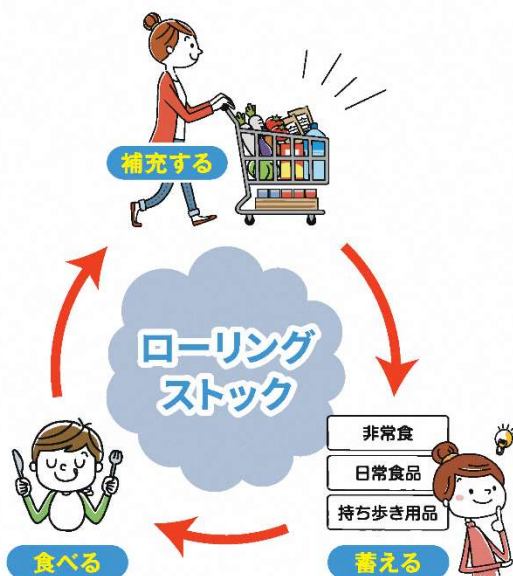 補充する
ローリング
ストック
非常食
日常食品
持ち歩き用品
食べる
蓄える